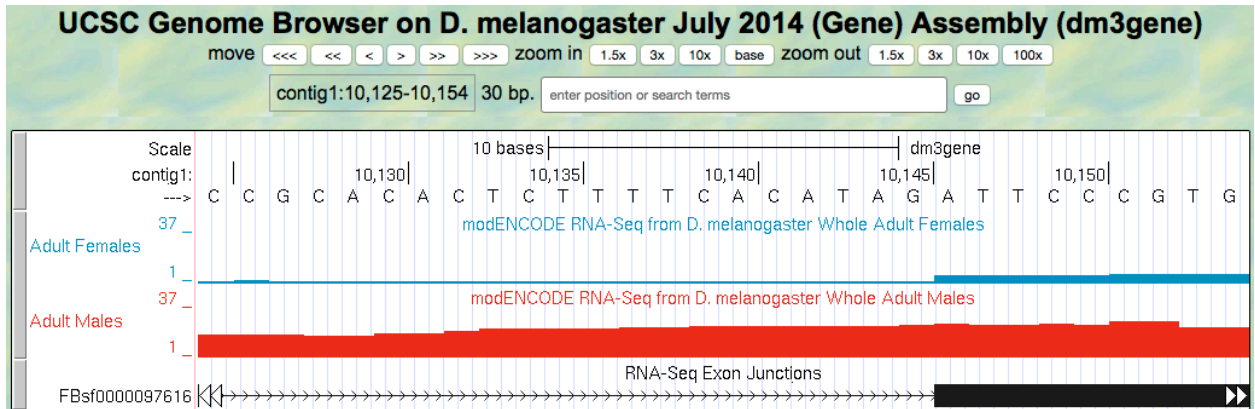 UCSC Genome Browser on D. melanogaster July 2014 (Gene) Assembly (dm3gene)
move <<< << < > >> >>> zoom in 1.5x 3x 10x base zoom out 1.5x 3x 10x 100x
contig1:10,125-10,154 30 bp. enter position or search terms go
Scale 10 bases dm3gene
contig1: 10,130 10,135 10,140 10,145 10,150
---> C C G C A C A C T C T T T T C A C A T A G A T T C C C G T G
37 _ modENCODE RNA-Seq from D. melanogaster Whole Adult Females
Adult Females
1 _
37 _ modENCODE RNA-Seq from D. melanogaster Whole Adult Males
Adult Males
1 _
RNA-Seq Exon Junctions
FBsf0000097616